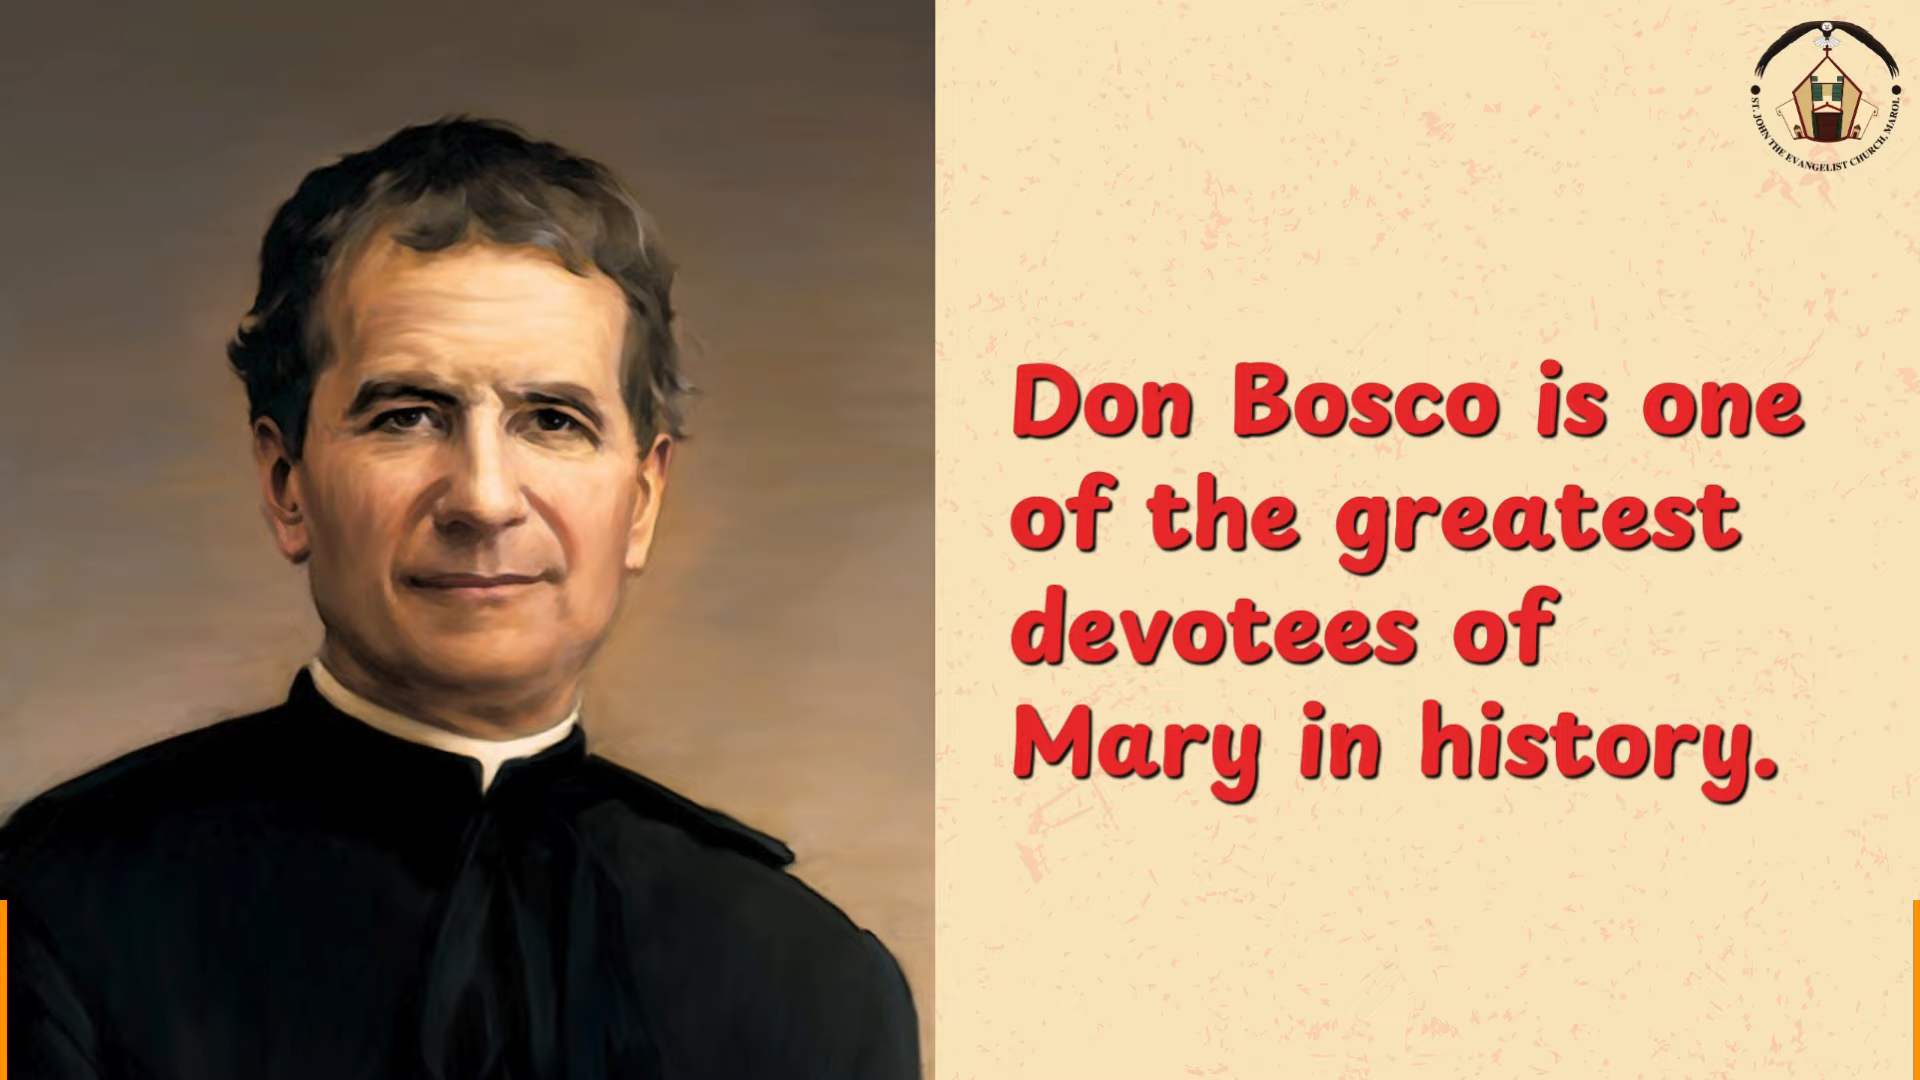 ST. JOHN THE EVANGELIST CHURCH, MAROL
Don Bosco is one
of the greatest
devotees of
Mary in history.